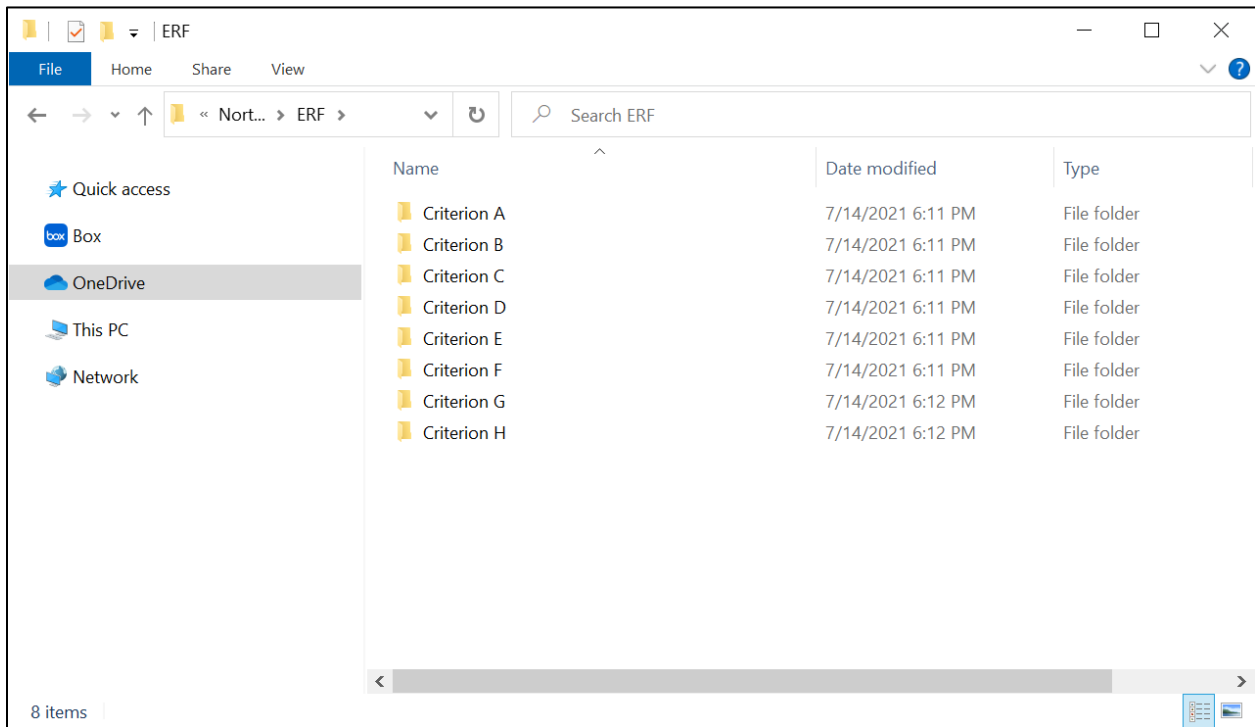 ERF
File Home Share View ?
« Nort... > ERF > Search ERF
Name Date modified Type
Quick access
box Box
OneDrive
This PC
Network
Criterion A 7/14/2021 6:11 PM File folder
Criterion B 7/14/2021 6:11 PM File folder
Criterion C 7/14/2021 6:11 PM File folder
Criterion D 7/14/2021 6:11 PM File folder
Criterion E 7/14/2021 6:11 PM File folder
Criterion F 7/14/2021 6:11 PM File folder
Criterion G 7/14/2021 6:12 PM File folder
Criterion H 7/14/2021 6:12 PM File folder
8 items